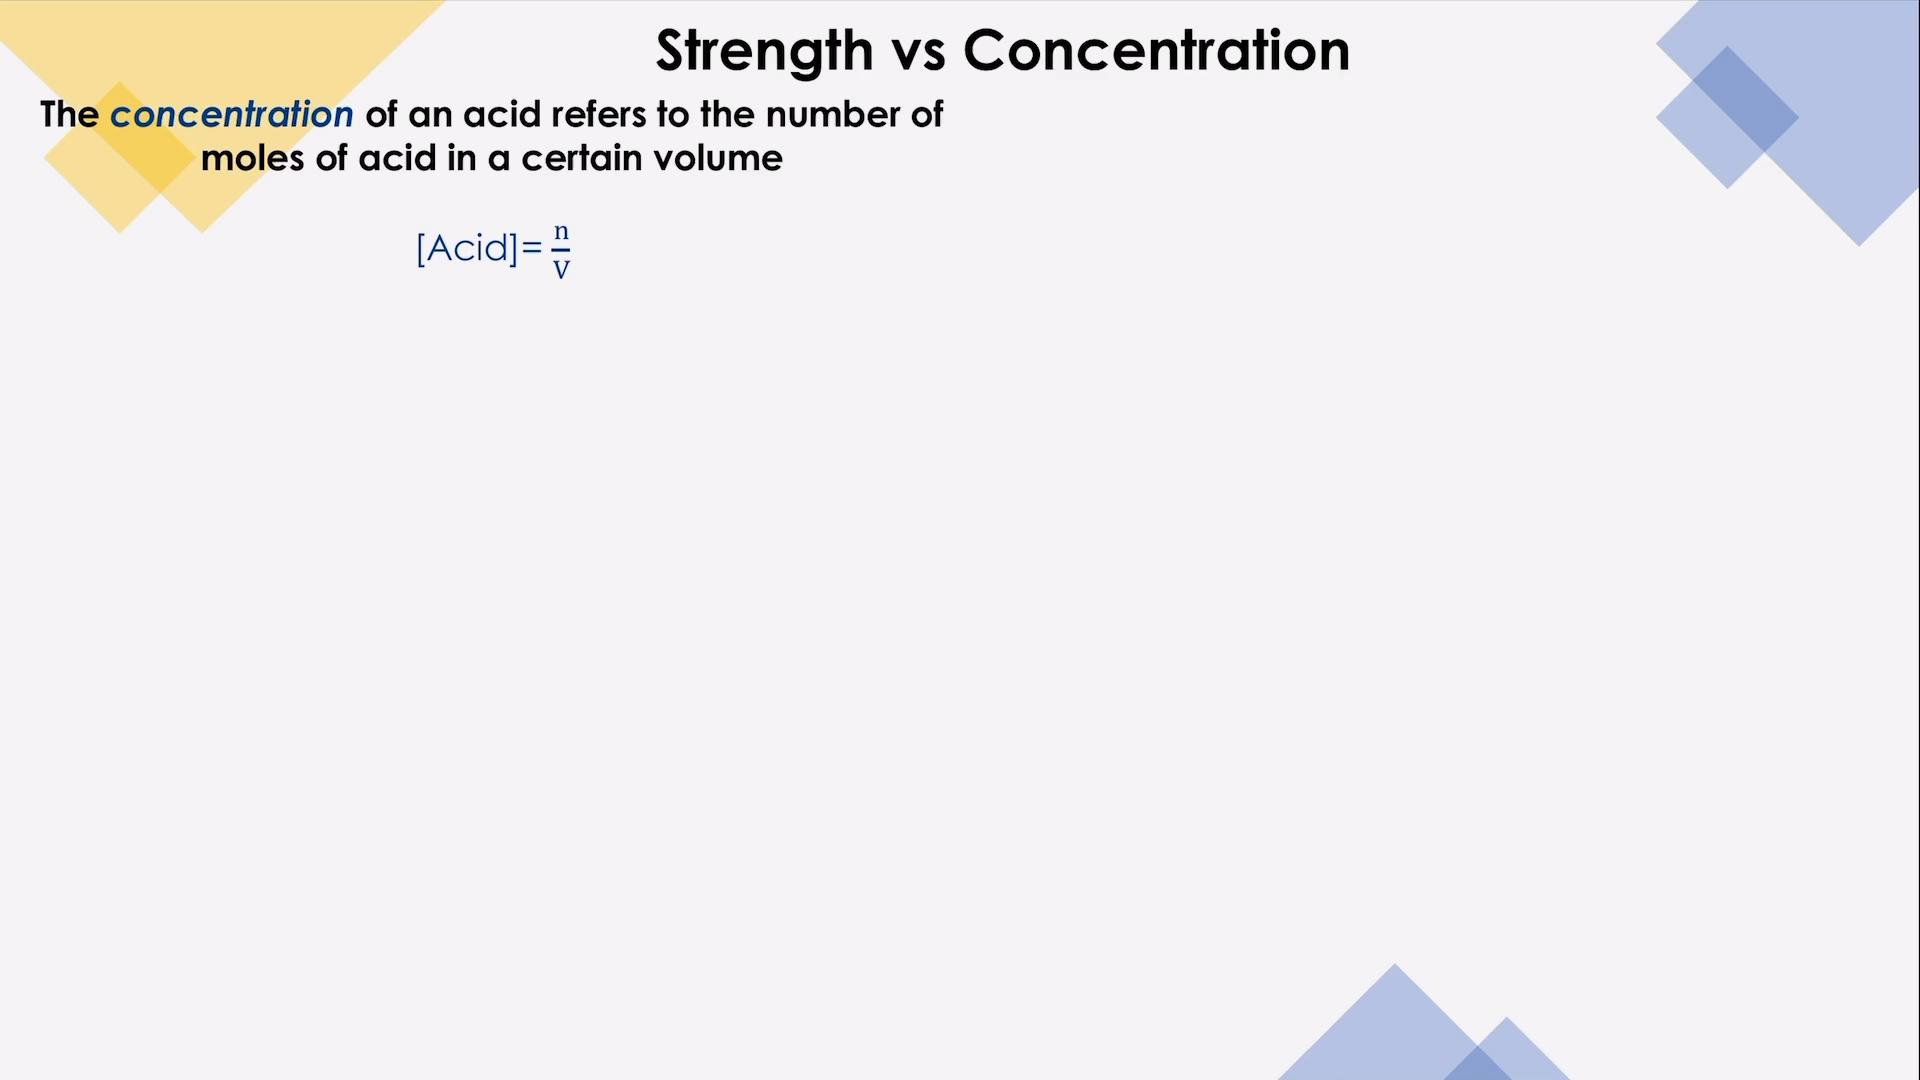 Strength vs Concentration
The concentration of an acid refers to the number of
moles of acid in a certain volume
[Acid]= n/V